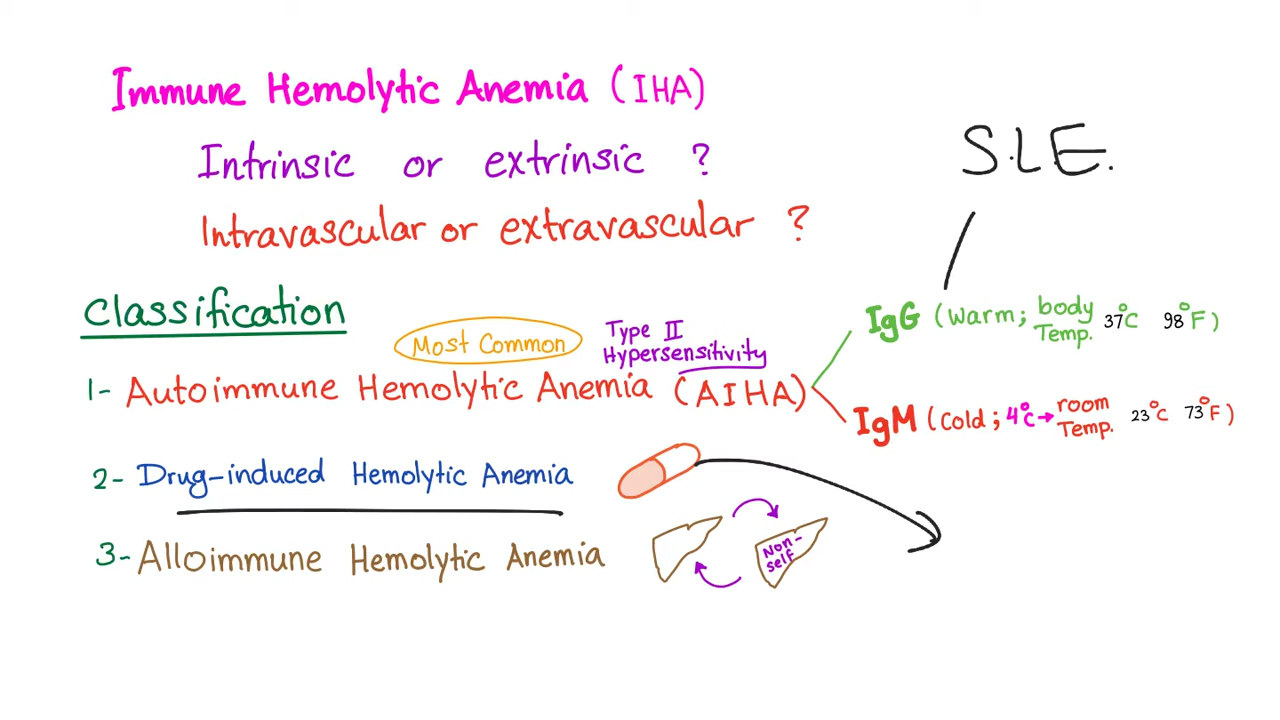 Immune Hemolytic Anemia (IHA)
Intrinsic or extrinsic ?
Intravascular or extravascular ?
S.L.E.
Classification
Most Common
Type II
Hypersensitivity
1- Autoimmune Hemolytic Anemia (AIHA)
IgG (warm; body Temp. 37°C 98°F)
IgM (Cold; 4°C → room Temp. 23°C 73°F)
2- Drug-induced Hemolytic Anemia
3- Alloimmune Hemolytic Anemia
Non-
self